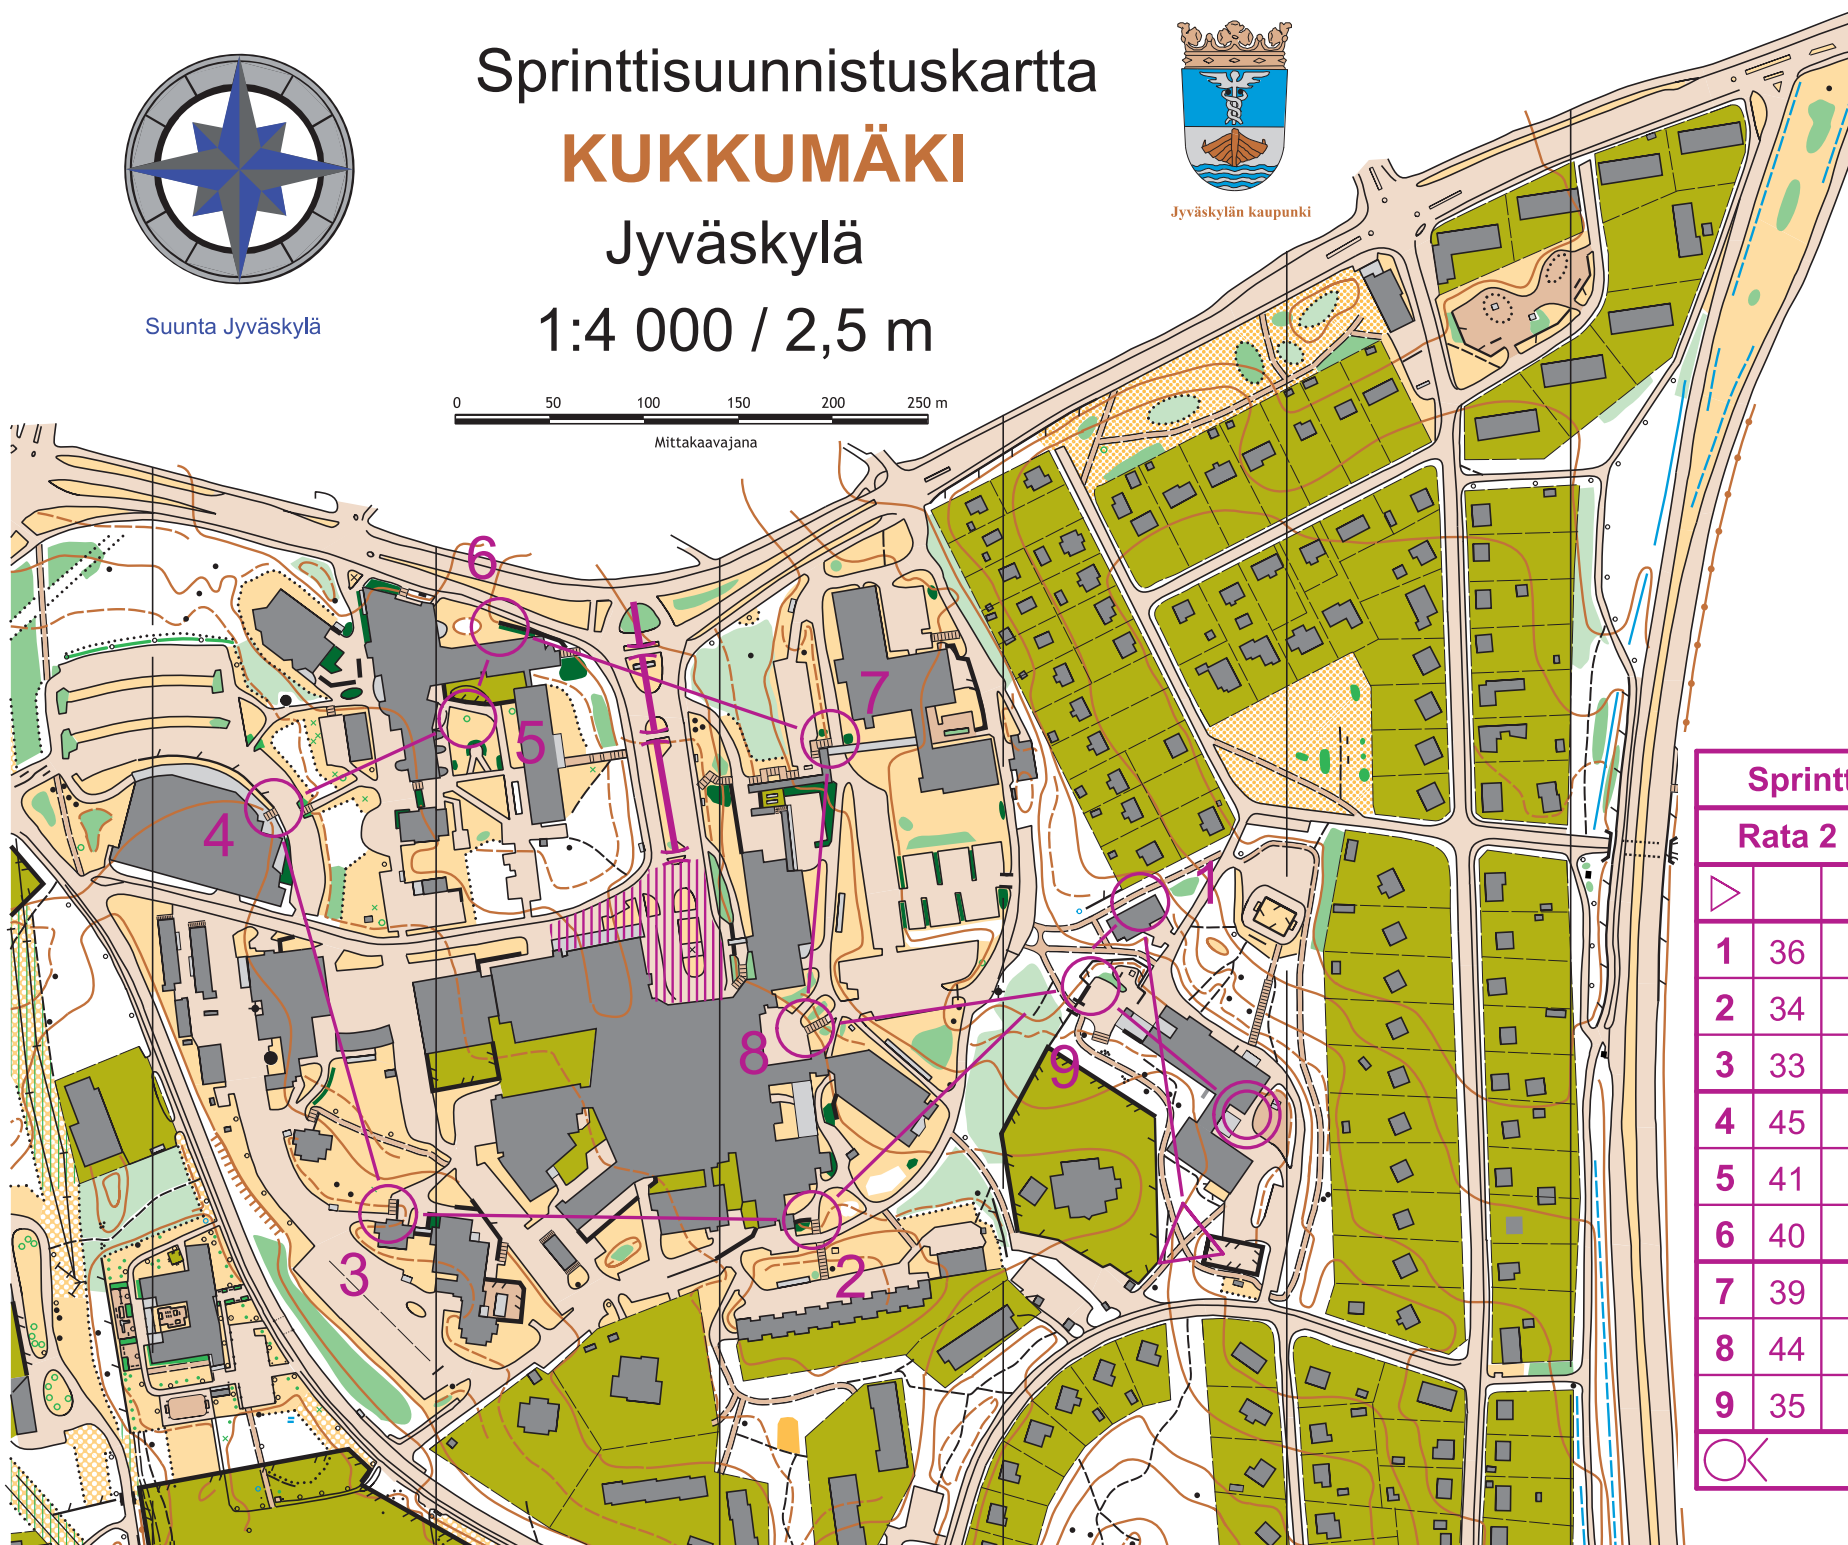 Sprinttisuunnistuskartta
KUKKUMÄKI
Jyväskylä
1:4 000 / 2,5 m
Suunta Jyväskylä
Jyväskylän kaupunki
0 50 100 150 200 250 m
Mittakaavajana
6
7
5
4
1
8
9
3
2
Rata 2
1 36
2 34
3 33
4 45
5 41
6 40
7 39
8 44
9 35